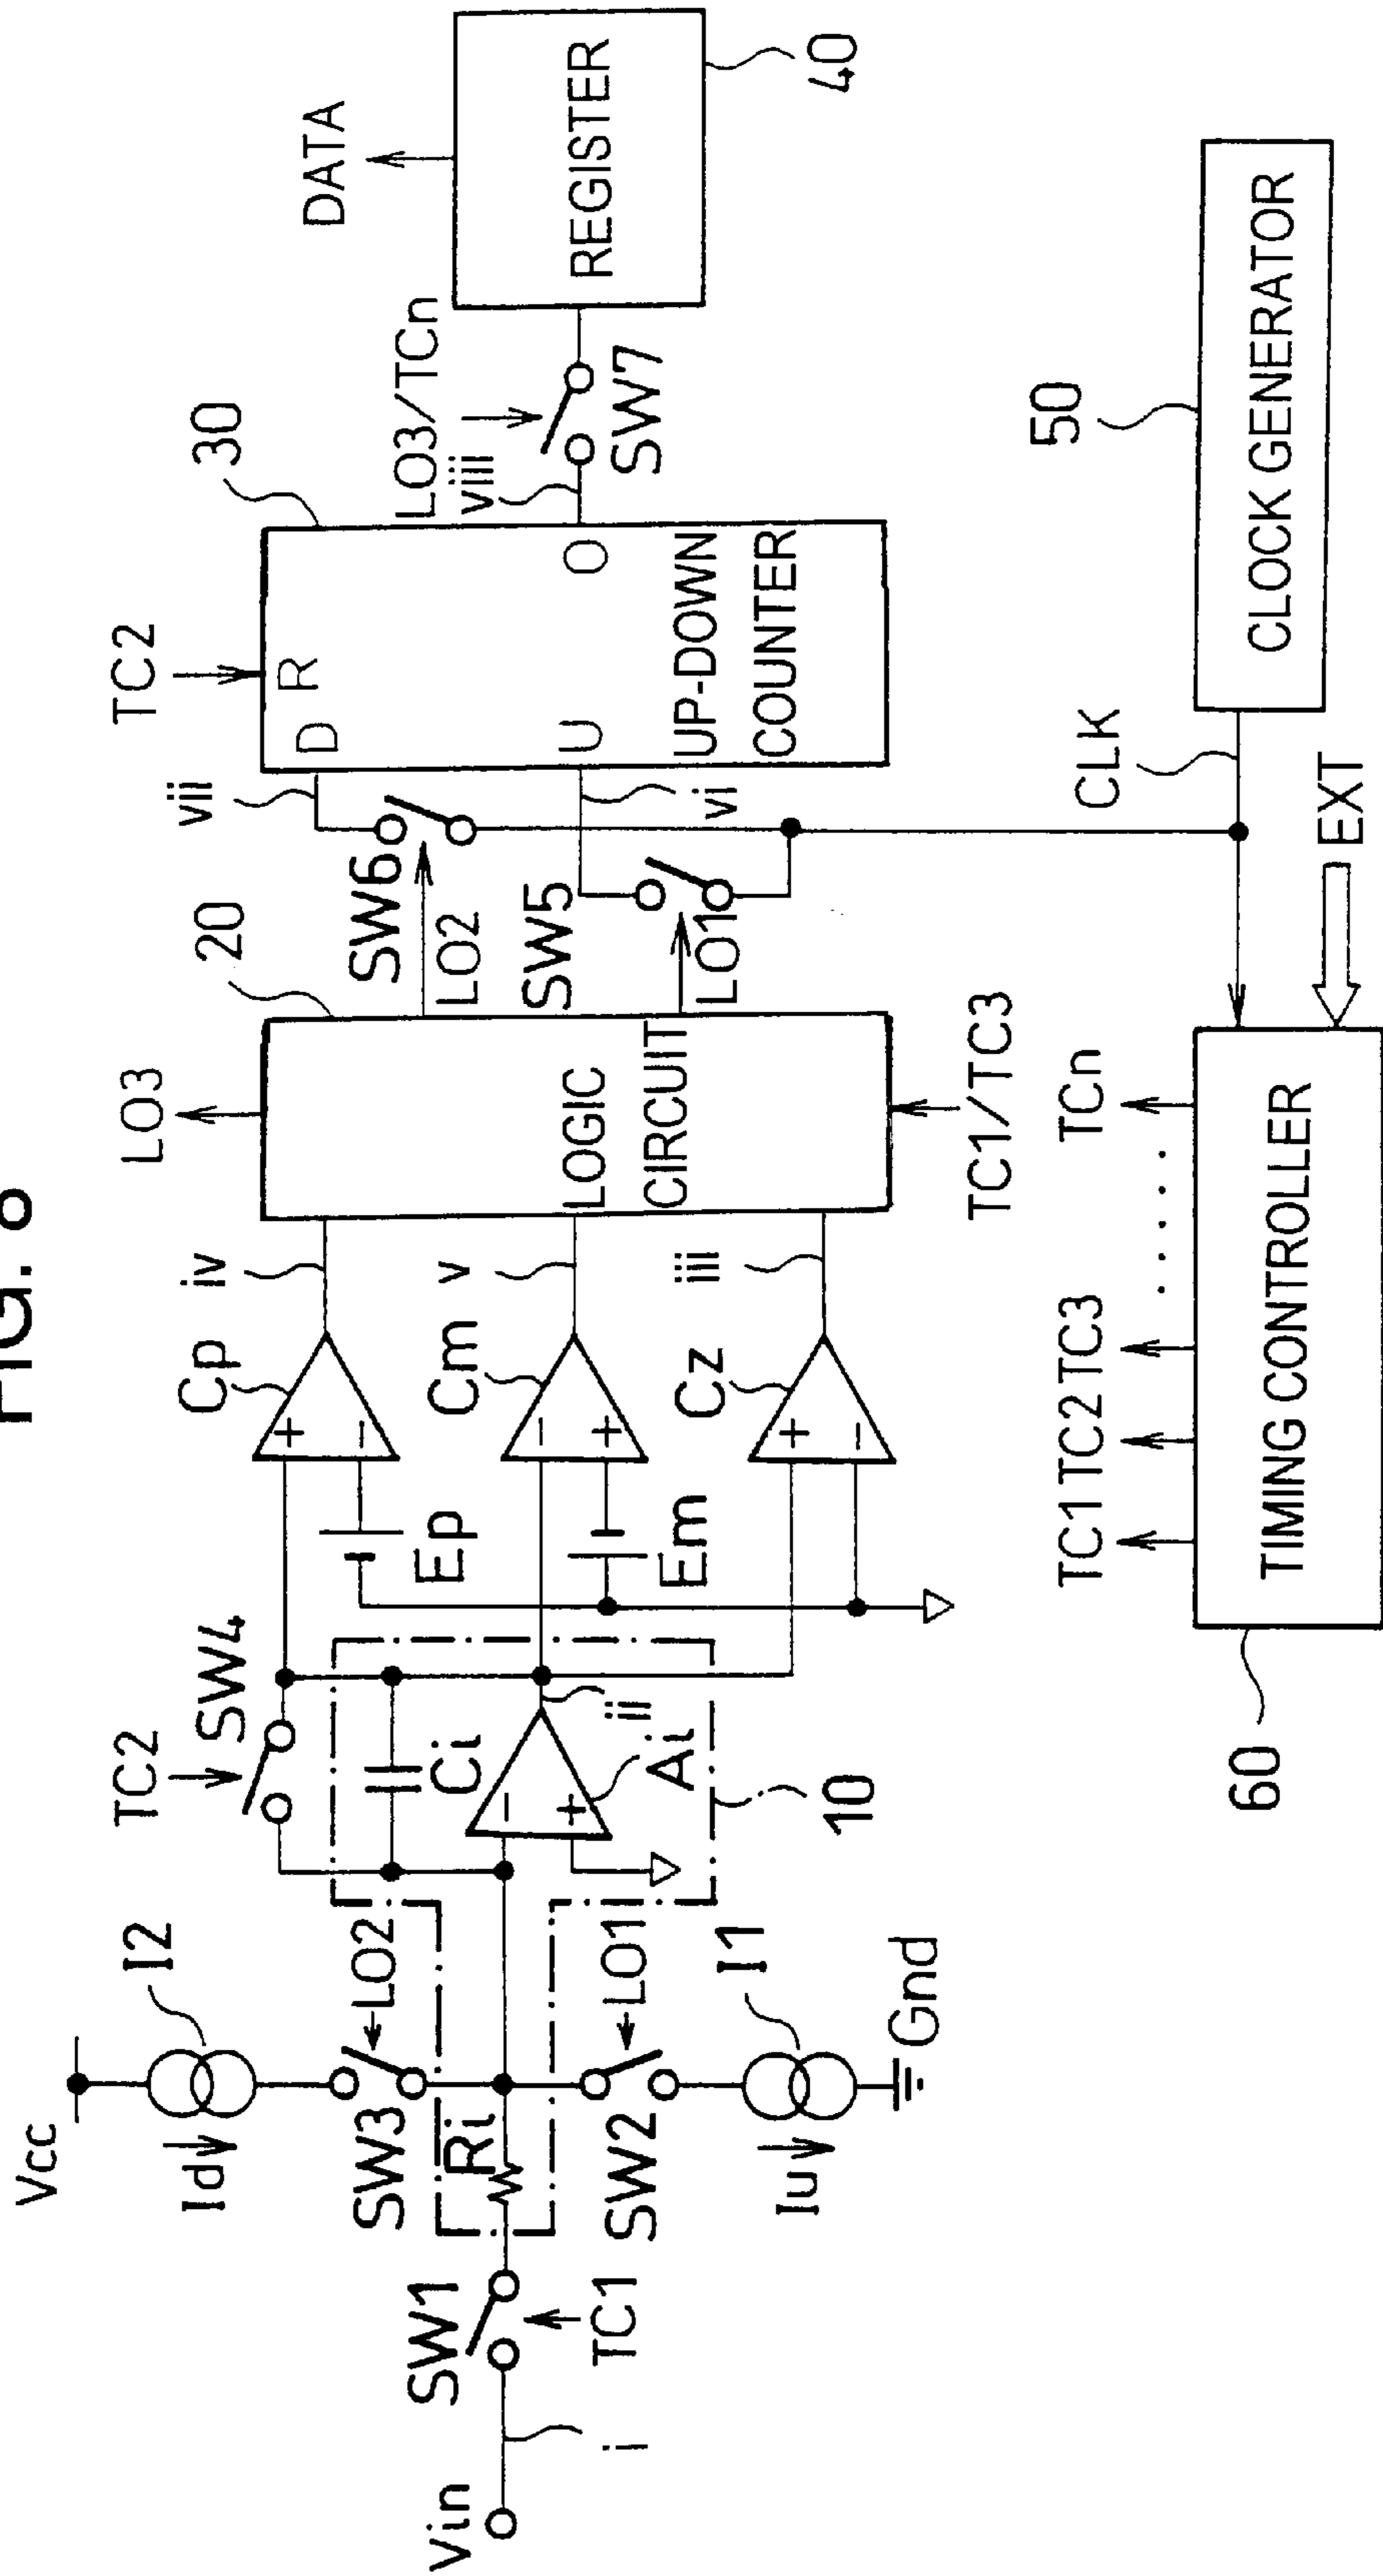 FIG. 8
Vcc
I2
Id
SW3
LO2
Ri
SW2
LO1
I1
Iu
Gnd
Vin
i
SW1
TC1
TC2
SW4
Ci
ii
Ai
10
Ep
Em
Cp
Cm
Cz
+
−
−
+
+
−
−
+
iv
v
iii
LO3
20
LOGIC
CIRCUIT
TC1/TC3
SW6
LO2
SW5
LO1
vii
vi
TC2
30
D
R
U
O
UP-DOWN
COUNTER
LO3/TCn
viii
SW7
DATA
REGISTER
40
50
CLOCK GENERATOR
CLK
EXT
TC1 TC2 TC3 ..... TCn
TIMING CONTROLLER
60